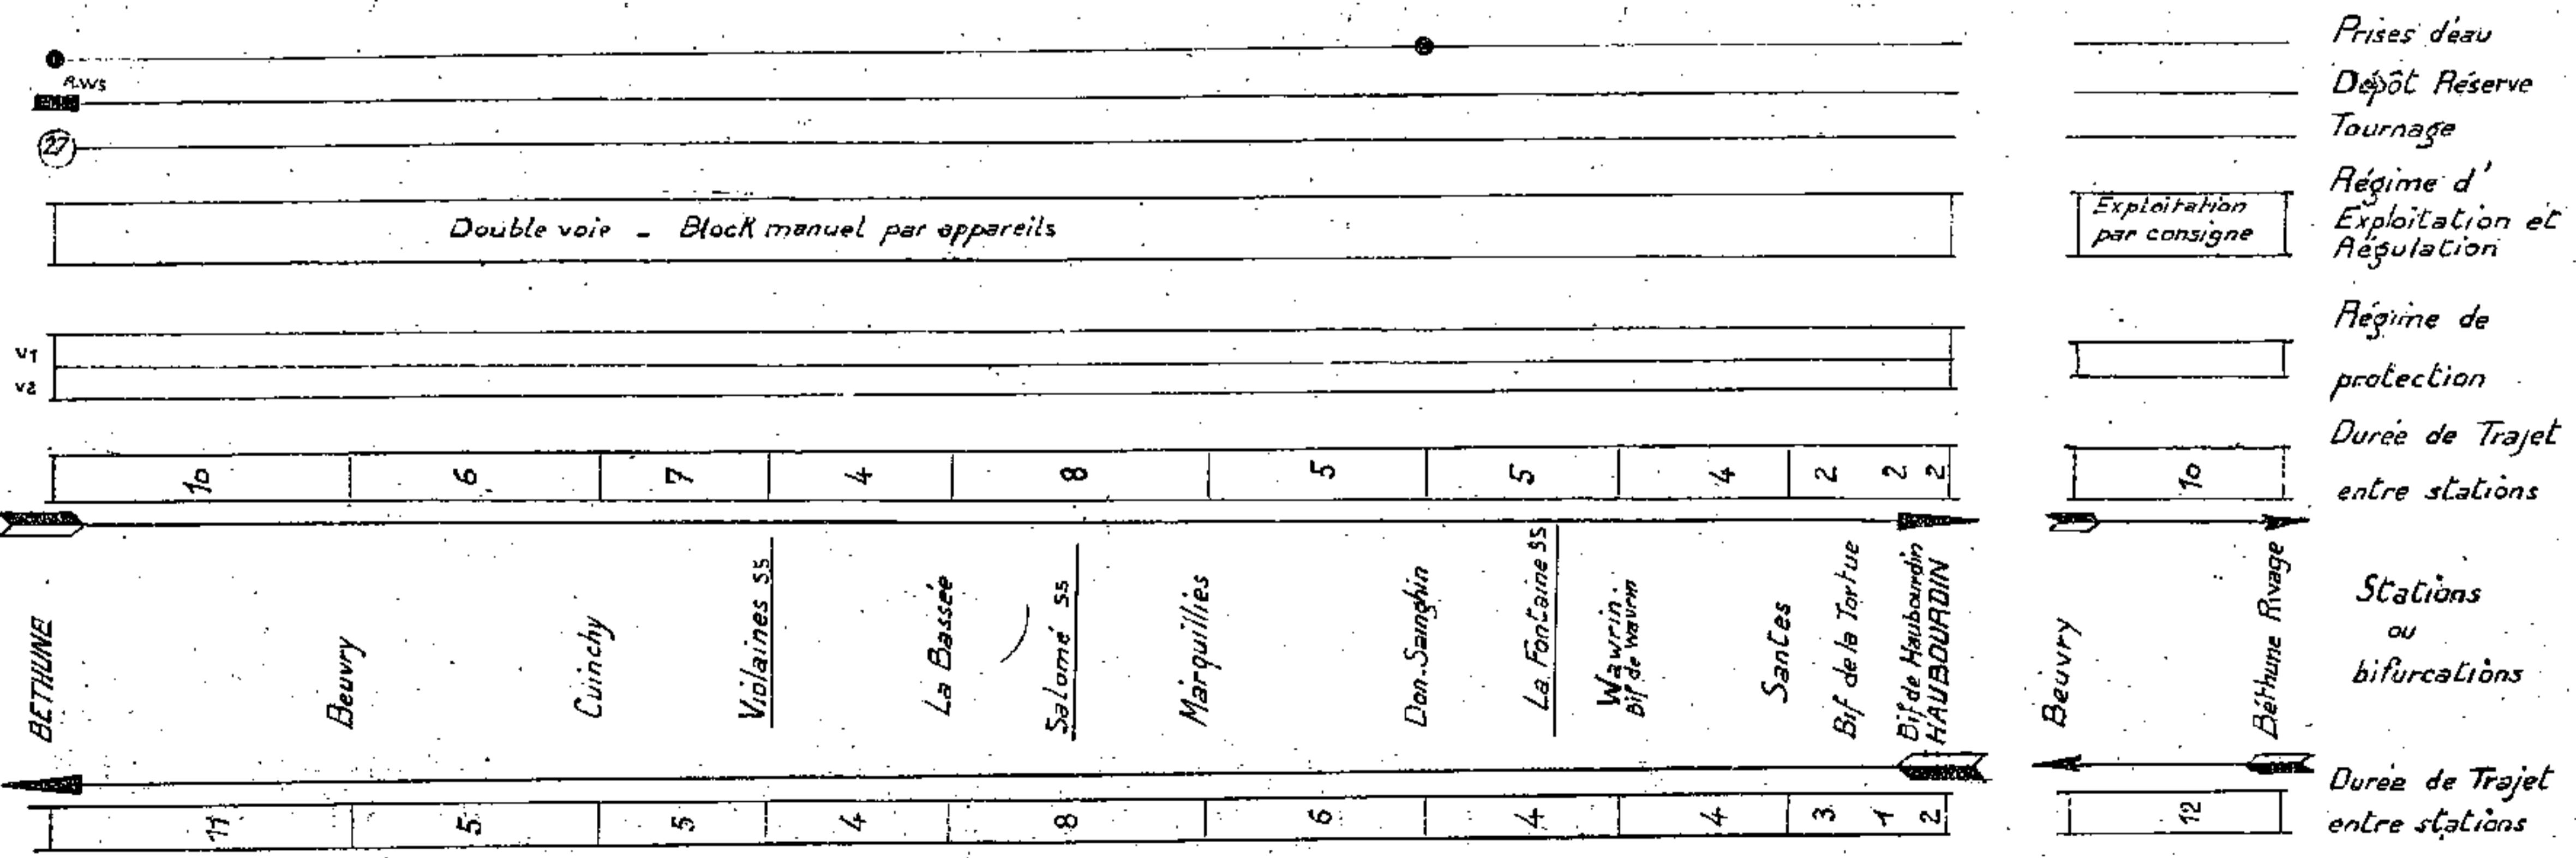 Prises d'eau
R.WS
Dépôt Réserve
27
Tournage
Double voie - Block manuel par appareils
Exploitation
par consigne
Régime d'
Exploitation et
Régulation
V1
V2
Régime de
protection
10 6 7 4 8 5 5 4 2 2 2
10
Durée de Trajet
entre stations
BETHUNE
Beuvry
Cuinchy
Violaines SS
La Bassée
Salomé SS
Marquillies
Don-Sainghin
La Fontaine SS
Wavrin
Bif de Wavrin
Santes
Bif de la Tortue
Bif de Haubourdin
HAUBOURDIN
Beuvry
Béthune Rivage
Stations
ou
bifurcations
11 5 5 4 8 6 4 4 3 1 2
12
Durée de Trajet
entre stations